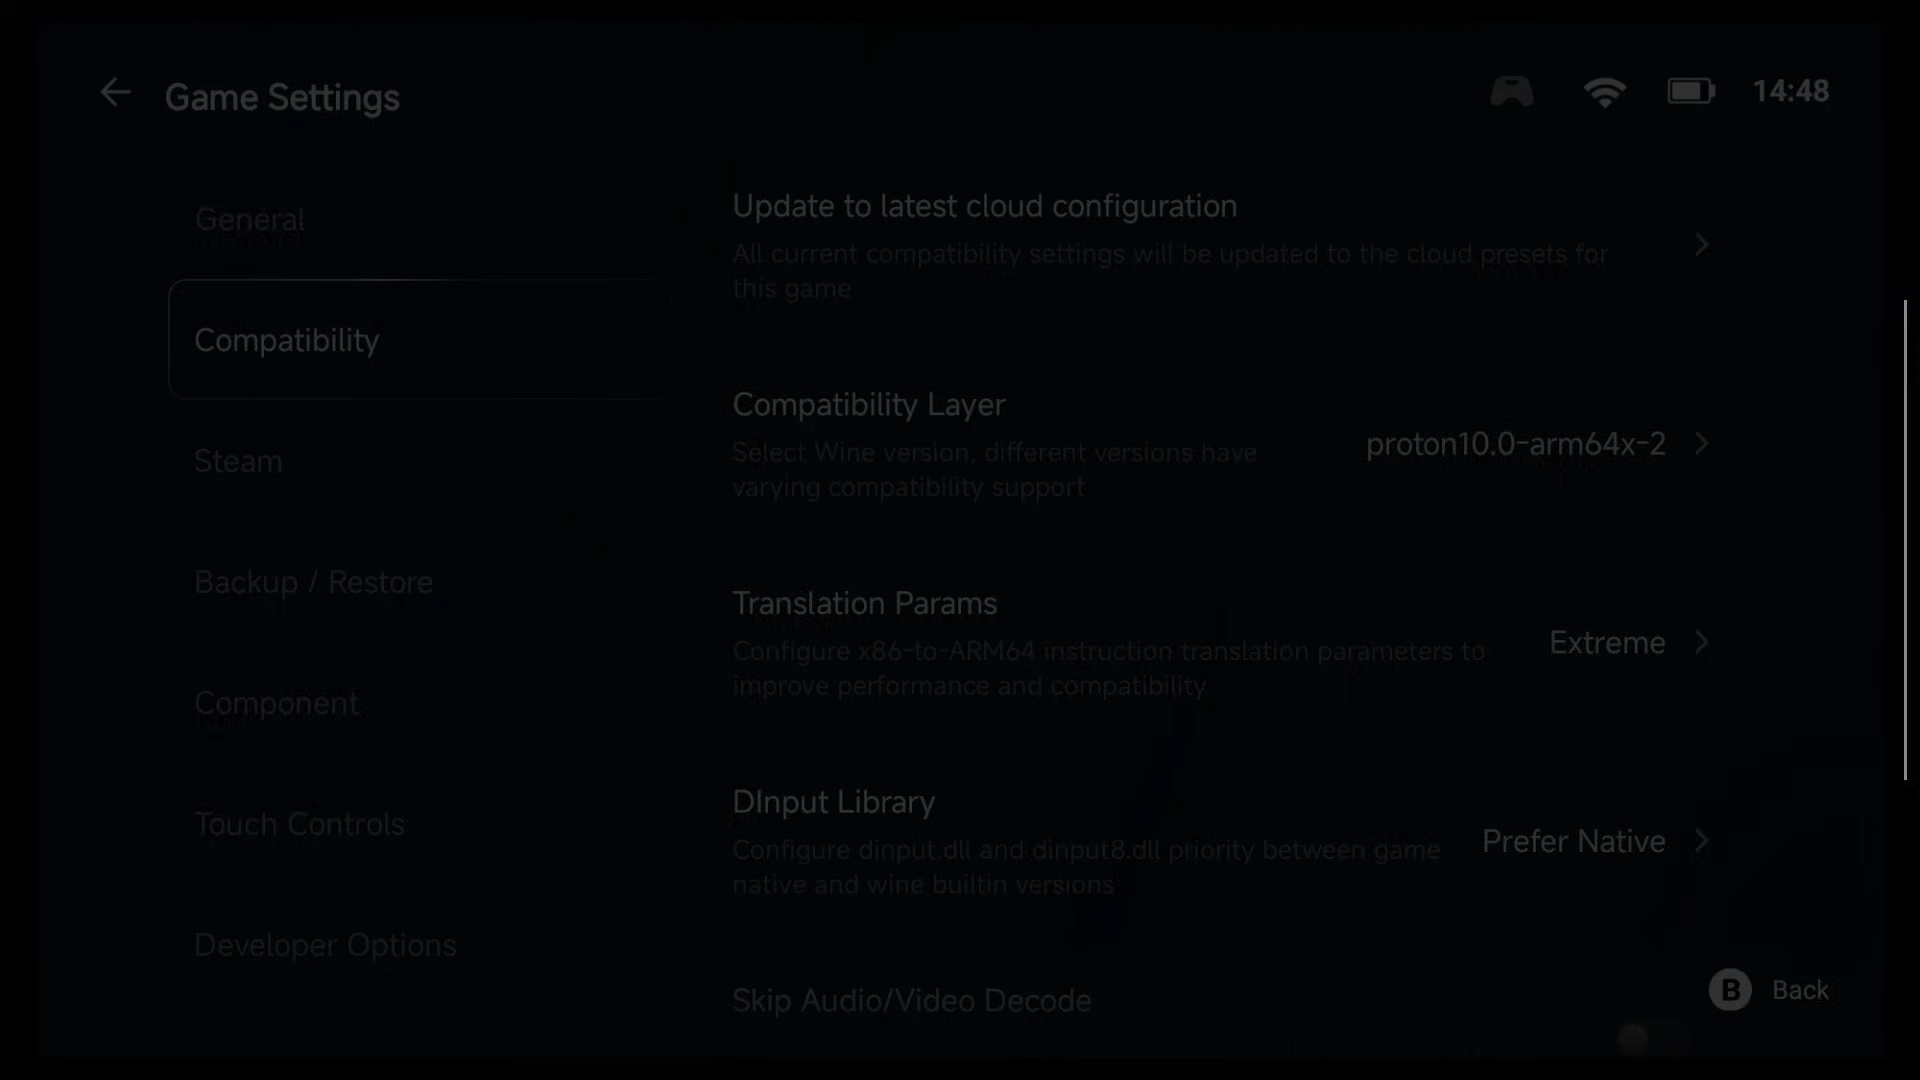 Game Settings
14:48
General
Compatibility
Steam
Backup / Restore
Component
Touch Controls
Developer Options
Update to latest cloud configuration
All current compatibility settings will be updated to the cloud presets for
this game
Compatibility Layer
Select Wine version, different versions have
varying compatibility support
proton10.0-arm64x-2
Translation Params
Configure x86-to-ARM64 instruction translation parameters to
improve performance and compatibility
Extreme
DInput Library
Configure dinput.dll and dinput8.dll priority between game
native and wine builtin versions
Prefer Native
Skip Audio/Video Decode
B Back